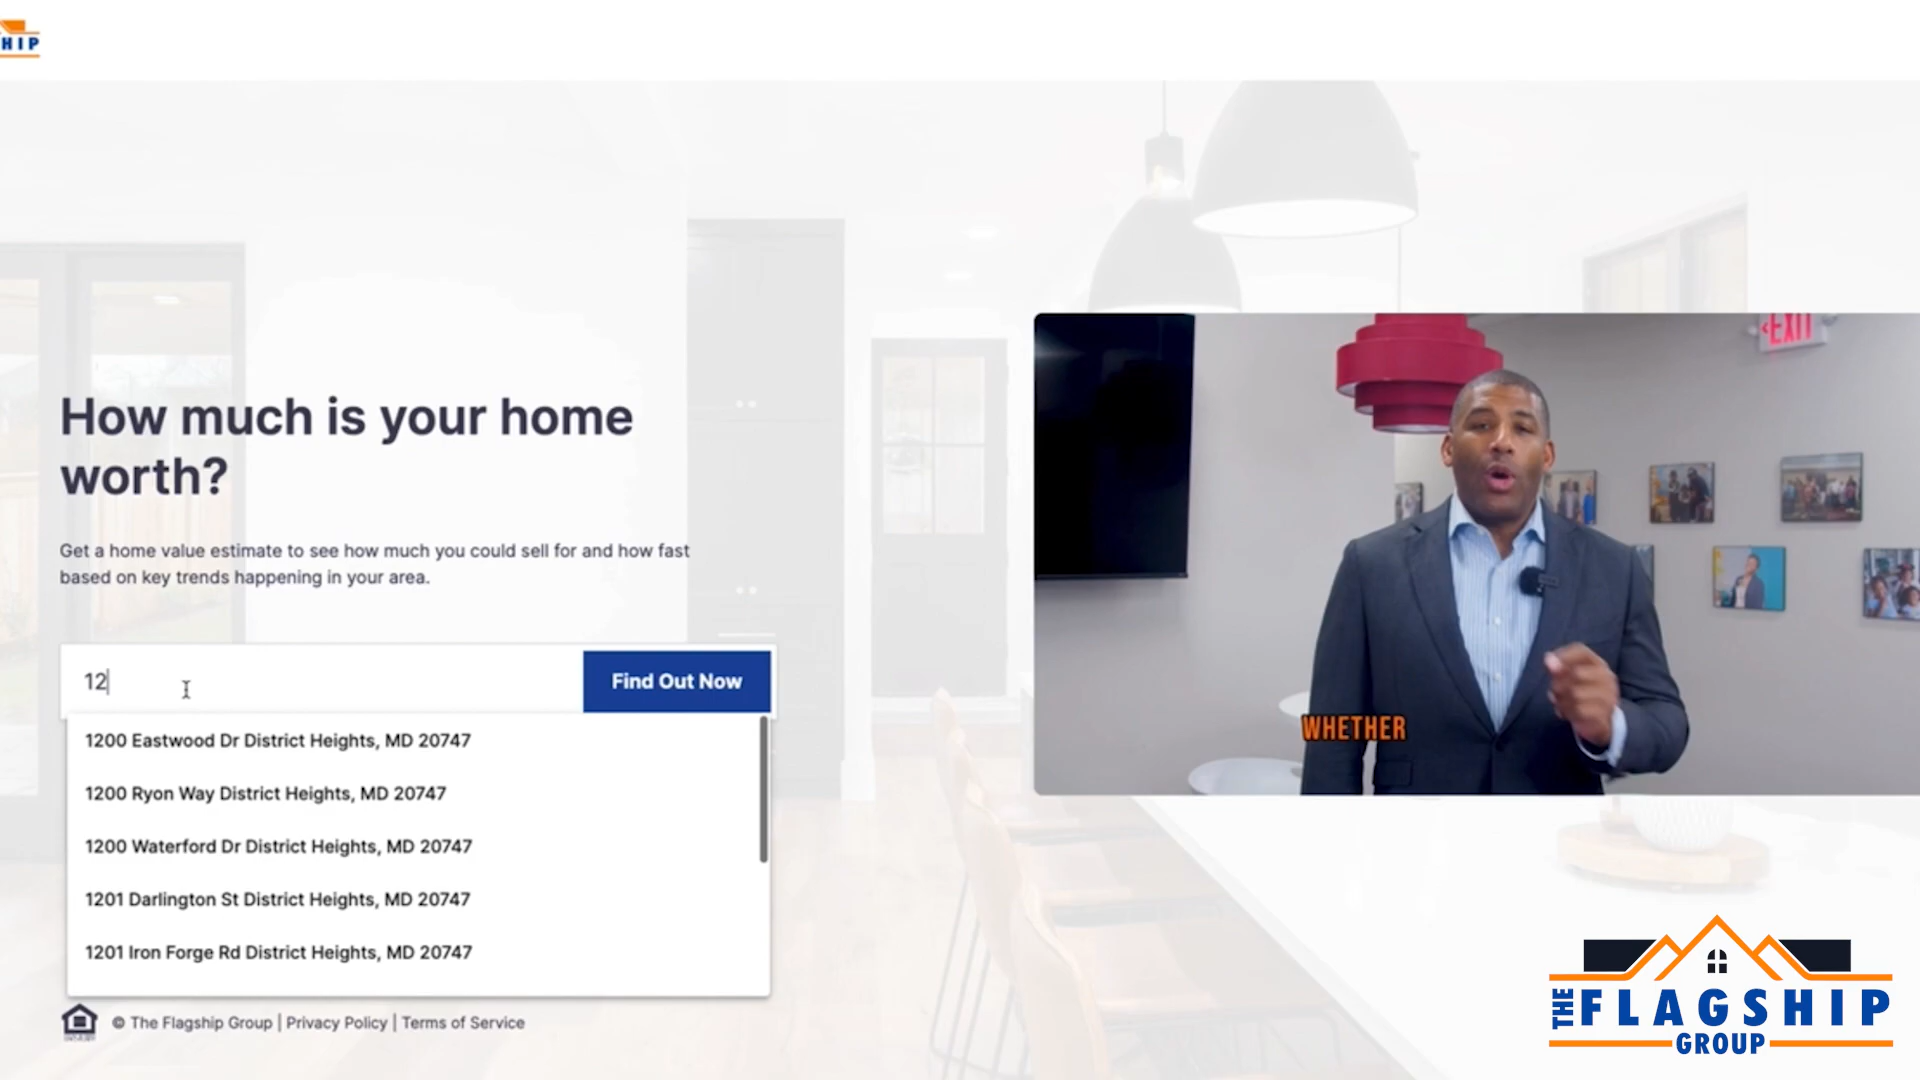 HIP
How much is your home
worth?
Get a home value estimate to see how much you could sell for and how fast
based on key trends happening in your area.
12
Find Out Now
1200 Eastwood Dr District Heights, MD 20747
1200 Ryon Way District Heights, MD 20747
1200 Waterford Dr District Heights, MD 20747
1201 Darlington St District Heights, MD 20747
1201 Iron Forge Rd District Heights, MD 20747
© The Flagship Group | Privacy Policy | Terms of Service
EXIT
WHETHER
THE FLAGSHIP
GROUP